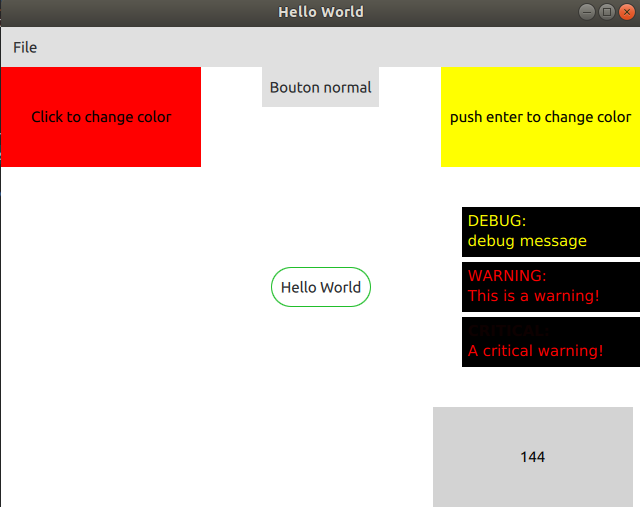 Hello World
File
Click to change color
Bouton normal
push enter to change color
DEBUG:
debug message
WARNING:
This is a warning!
Hello World
CRITICAL:
A critical warning!
144